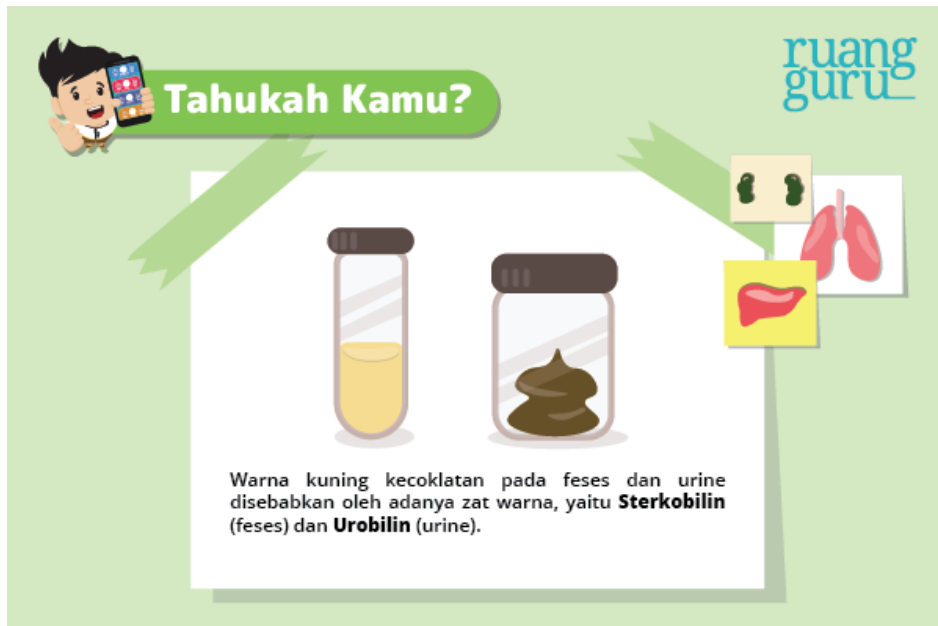 ruang
guru
Tahukah Kamu?
Warna kuning kecoklatan pada feses dan urine
disebabkan oleh adanya zat warna, yaitu Sterkobilin
(feses) dan Urobilin (urine).